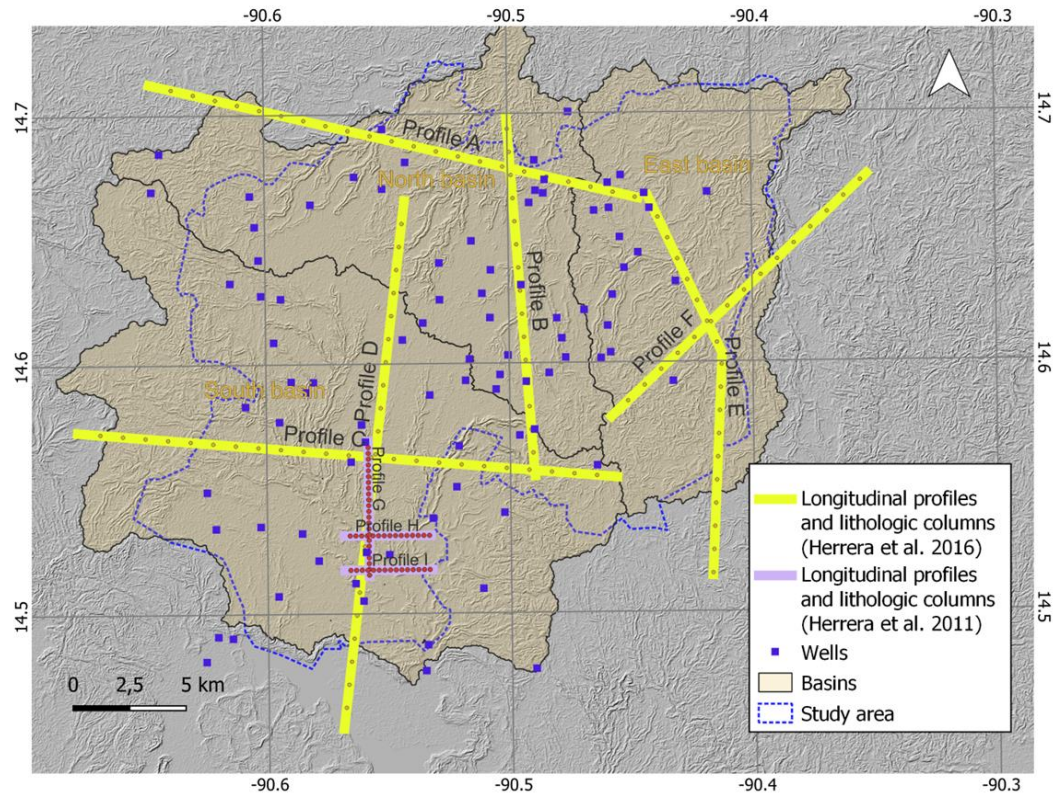 -90.6
-90.5
-90.4
-90.3
14.7
14.7
Profile A
North basin
East basin
Profile B
Profile F
Profile D
14.6
14.6
Profile E
South basin
Profile C
Profile G
Profile H
Profile I
Longitudinal profiles
and lithologic columns
(Herrera et al. 2016)
Longitudinal profiles
and lithologic columns
(Herrera et al. 2011)
Wells
Basins
Study area
14.5
14.5
0 2,5 5 km
-90.6
-90.5
-90.4
-90.3